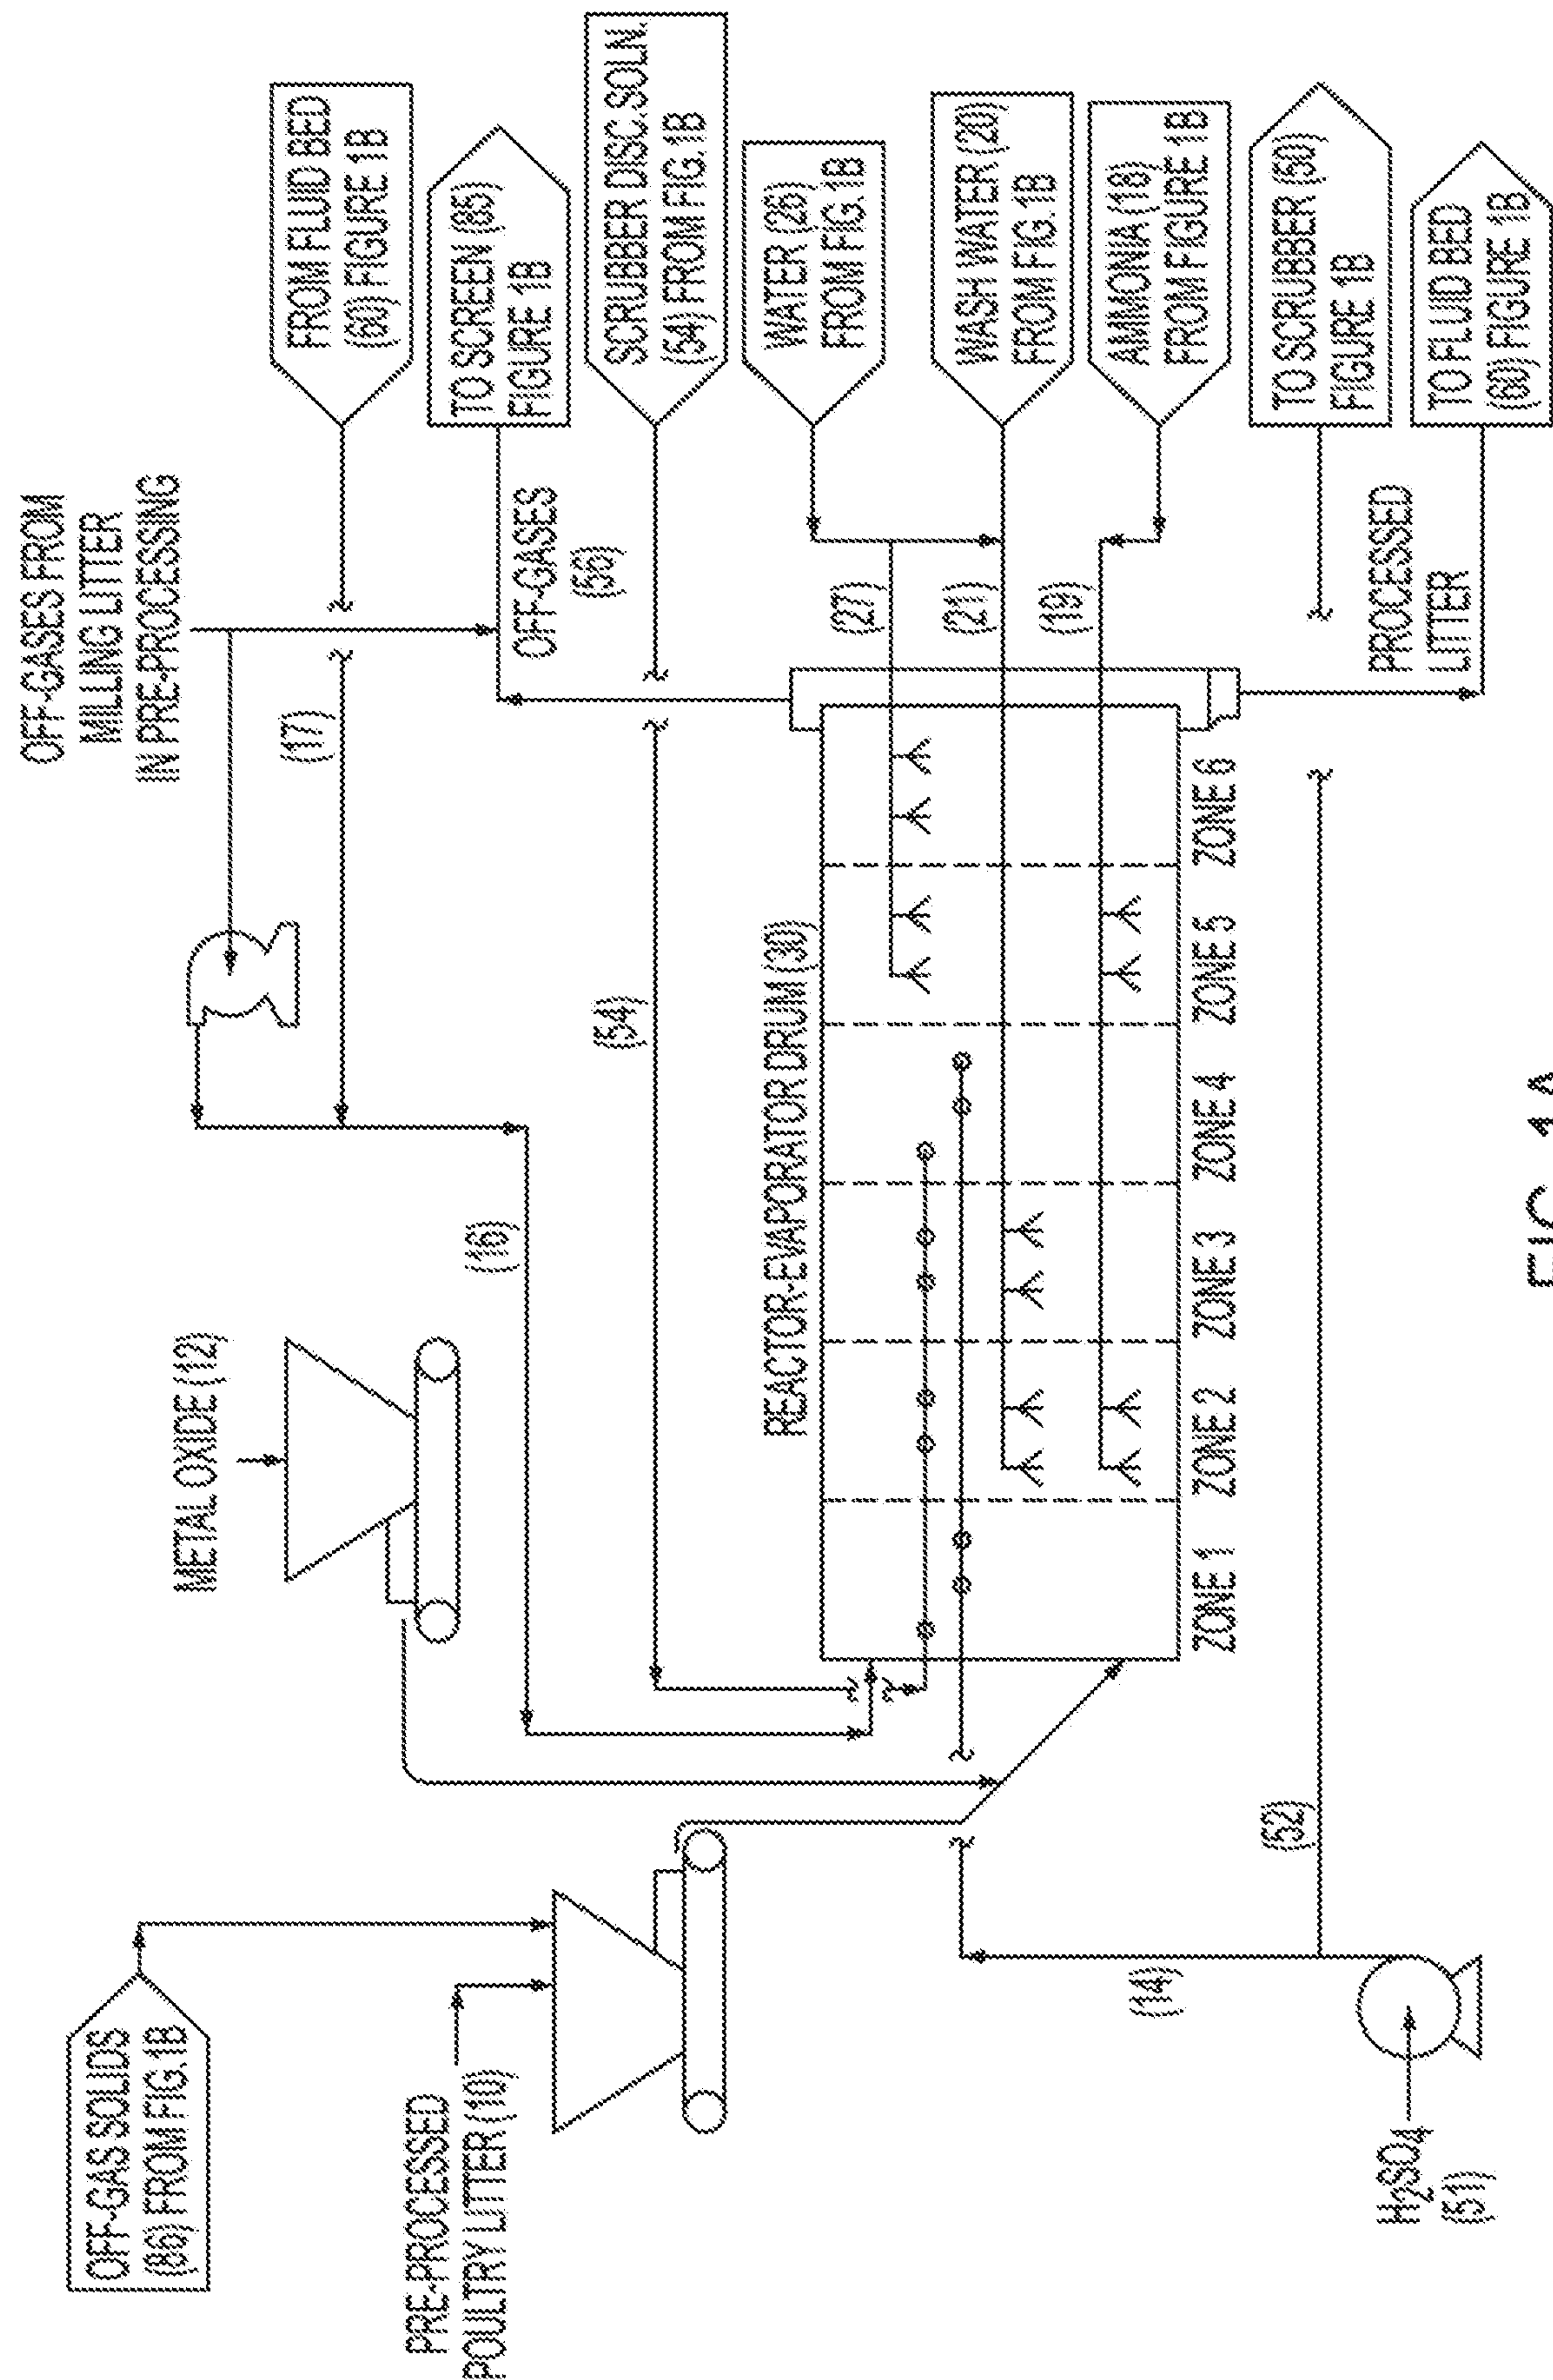 OFF-GAS SOLIDS
(86) FROM FIG.1B
PRE-PROCESSED
POULTRY LITTER (10)
H2SO4
(51)
METAL OXIDE (12)
OFF-GASES FROM
MILLING LITTER
IN PRE-PROCESSING
(17)
(16)
(54)
(14)
(52)
REACTOR-EVAPORATOR DRUM (30)
ZONE 1
ZONE 2
ZONE 3
ZONE 4
ZONE 5
ZONE 6
OFF-GASES
(56)
(27)
(21)
(19)
PROCESSED
LITTER
FROM FLUID BED
(60) FIGURE 1B
TO SCREEN (85)
FIGURE 1B
SCRUBBER DISC.SOLN.
(54) FROM FIG.1B
WATER (26)
FROM FIG.1B
WASH WATER (20)
FROM FIG.1B
AMMONIA (18)
FROM FIGURE 1B
TO SCRUBBER (50)
FIGURE 1B
TO FLUID BED
(60) FIGURE 1B
FIG. 1A